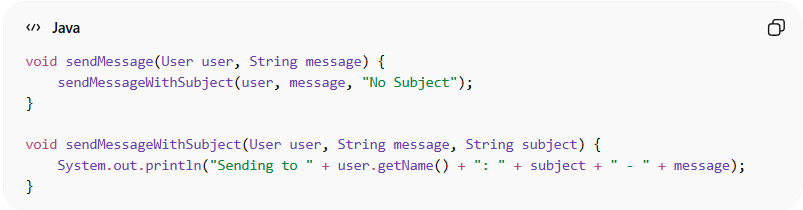 </> Java
void sendMessage(User user, String message) {
    sendMessageWithSubject(user, message, "No Subject");
}

void sendMessageWithSubject(User user, String message, String subject) {
    System.out.println("Sending to " + user.getName() + ": " + subject + " - " + message);
}